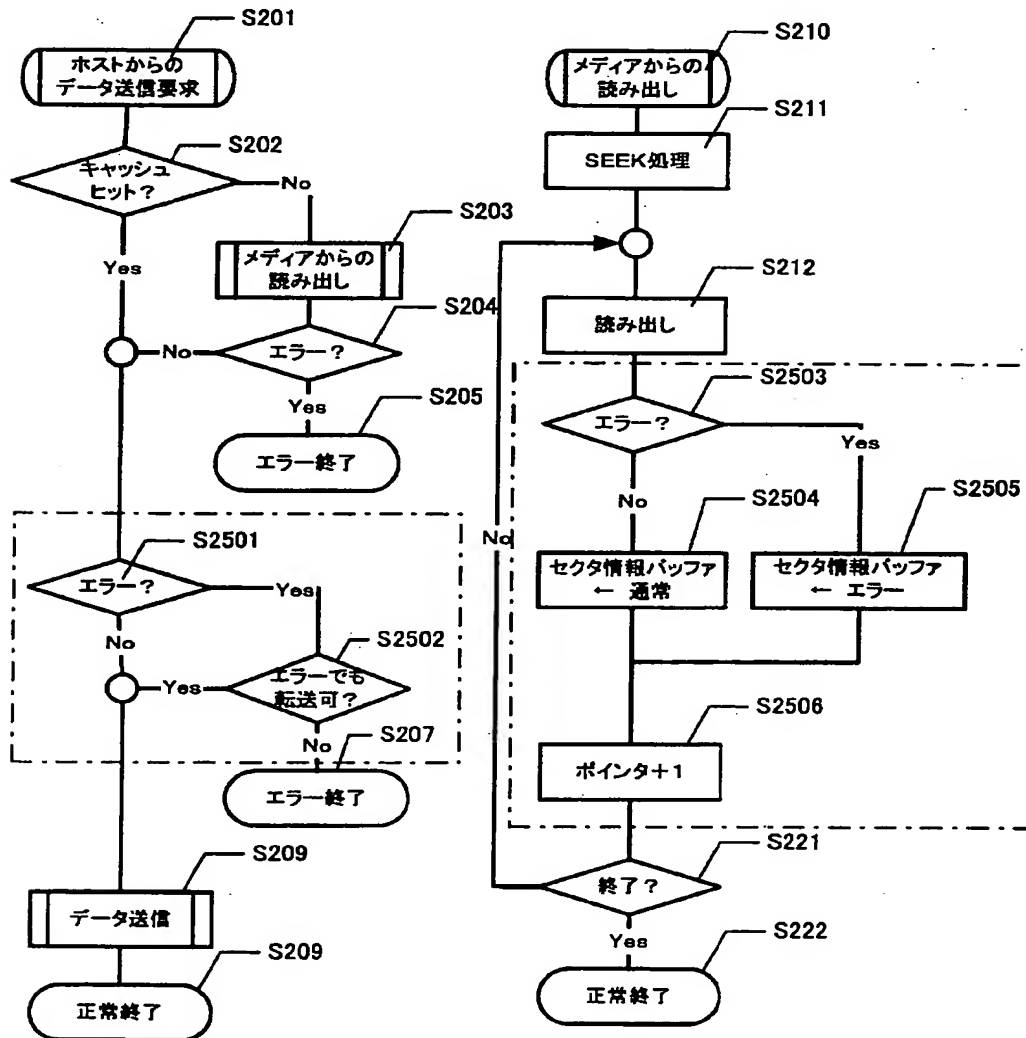 S201
ホストからの
データ送信要求
S202
キャッシュ
ヒット?
No
Yes
S203
メディアからの
読み出し
S204
エラー?
No
Yes
S205
エラー終了
S2501
エラー?
Yes
No
S2502
エラーでも
転送可?
Yes
No
S207
エラー終了
S209
データ送信
S209
正常終了
S210
メディアからの
読み出し
S211
SEEK処理
S212
読み出し
S2503
エラー?
Yes
No
S2504
セクタ情報バッファ
← 通常
S2505
セクタ情報バッファ
← エラー
S2506
ポインタ+1
S221
終了?
No
Yes
S222
正常終了